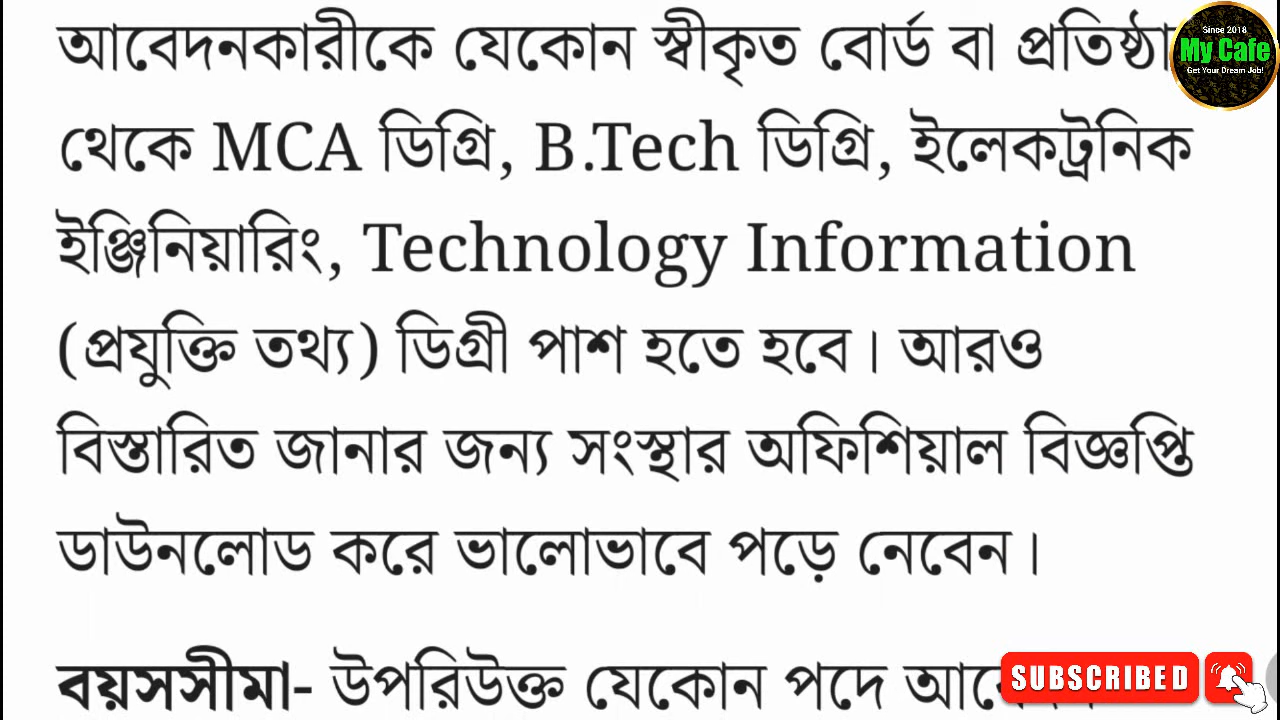 আবেদনকারীকে যেকোন স্বীকৃত বোর্ড বা
থেকে MCA ডিগ্রি, B.Tech ডিগ্রি, ইলেকট্রনিক
ইঞ্জিনিয়ারিং, Technology Information
(প্রযুক্তি তথ্য) ডিগ্রী পাশ হতে হবে। আরও
বিস্তারিত জানার জন্য সংস্থার অফিশিয়াল বিজ্ঞপ্তি
ডাউনলোড করে ভালোভাবে পড়ে নেবেন।
বয়সসীমা- উপরিউক্ত যেকোন পদে
Since 2018
My Cafe
Get Your Dream Job!
SUBSCRIBED